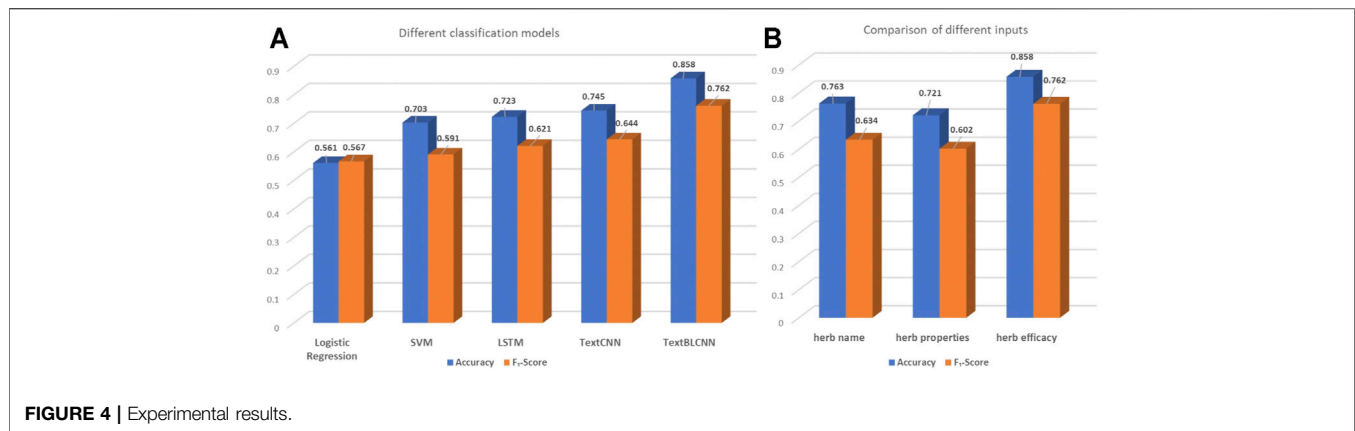 A
Different classification models
0.9
0.8
0.7
0.6
0.5
0.4
0.3
0.2
0.1
0
0.561
0.567
0.703
0.591
0.723
0.621
0.745
0.644
0.858
0.762
Logistic
Regression
SVM
LSTM
TextCNN
TextBLCNN
Accuracy
F₁-Score
B
Comparison of different inputs
0.9
0.8
0.7
0.6
0.5
0.4
0.3
0.2
0.1
0
0.763
0.634
0.721
0.602
0.858
0.762
herb name
herb properties
herb efficacy
Accuracy
F₁-Score
FIGURE 4 | Experimental results.